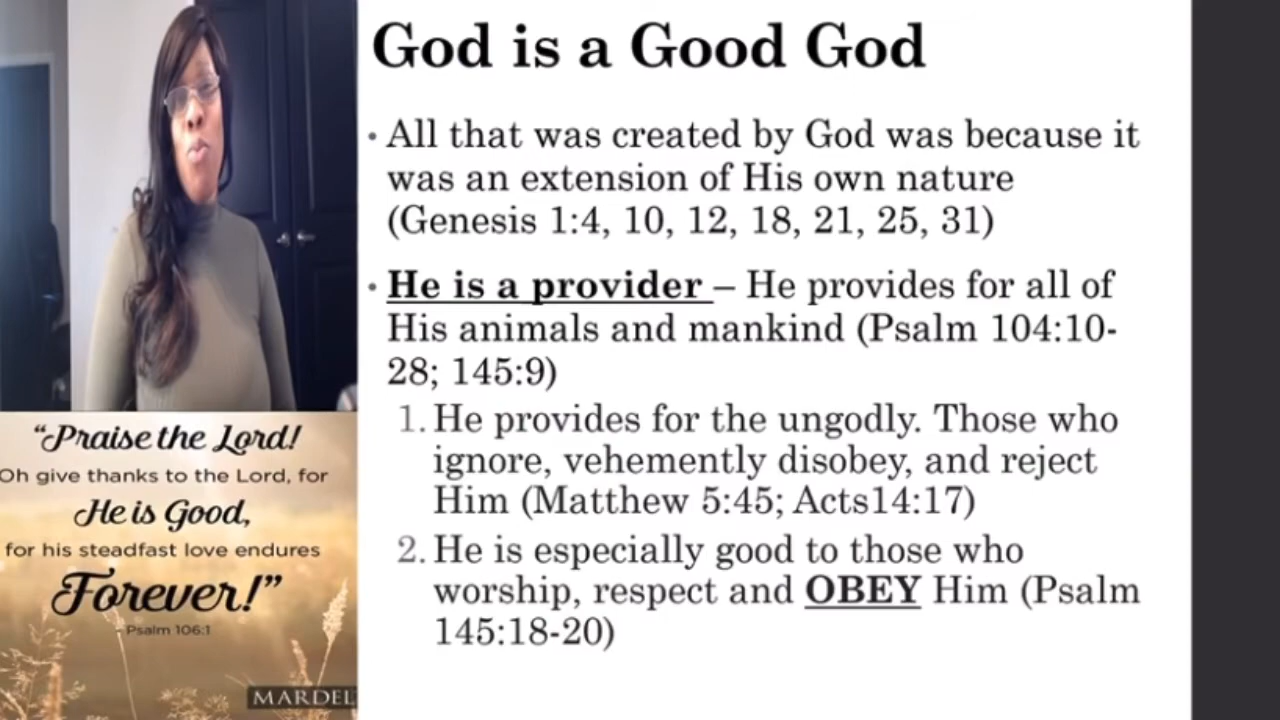 God is a Good God
• All that was created by God was because it
was an extension of His own nature
(Genesis 1:4, 10, 12, 18, 21, 25, 31)
• He is a provider – He provides for all of
His animals and mankind (Psalm 104:10-
28; 145:9)
1. He provides for the ungodly. Those who
ignore, vehemently disobey, and reject
Him (Matthew 5:45; Acts14:17)
2. He is especially good to those who
worship, respect and OBEY Him (Psalm
145:18-20)
“Praise the Lord!
Oh give thanks to the Lord, for
He is Good,
for his steadfast love endures
Forever!”
- Psalm 106:1
MARDEL